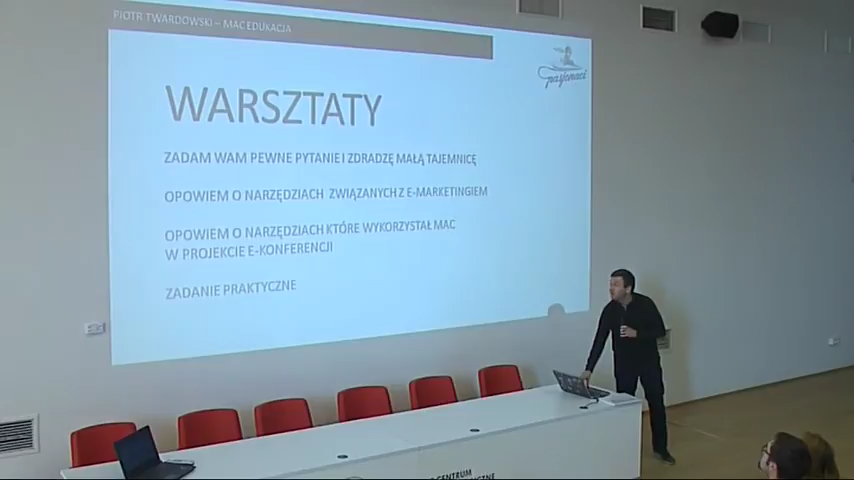 PIOTR TWARDOWSKI – MAC EDUKACJA
pasjonaci
WARSZTATY
ZADAM WAM PEWNE PYTANIE I ZDRADZĘ MAŁĄ TAJEMNICĘ
OPOWIEM O NARZĘDZIACH ZWIĄZANYCH Z E-MARKETINGIEM
OPOWIEM O NARZĘDZIACH KTÓRE WYKORZYSTAŁ MAC
W PROJEKCIE E-KONFERENCJI
ZADANIE PRAKTYCZNE
CENTRUM